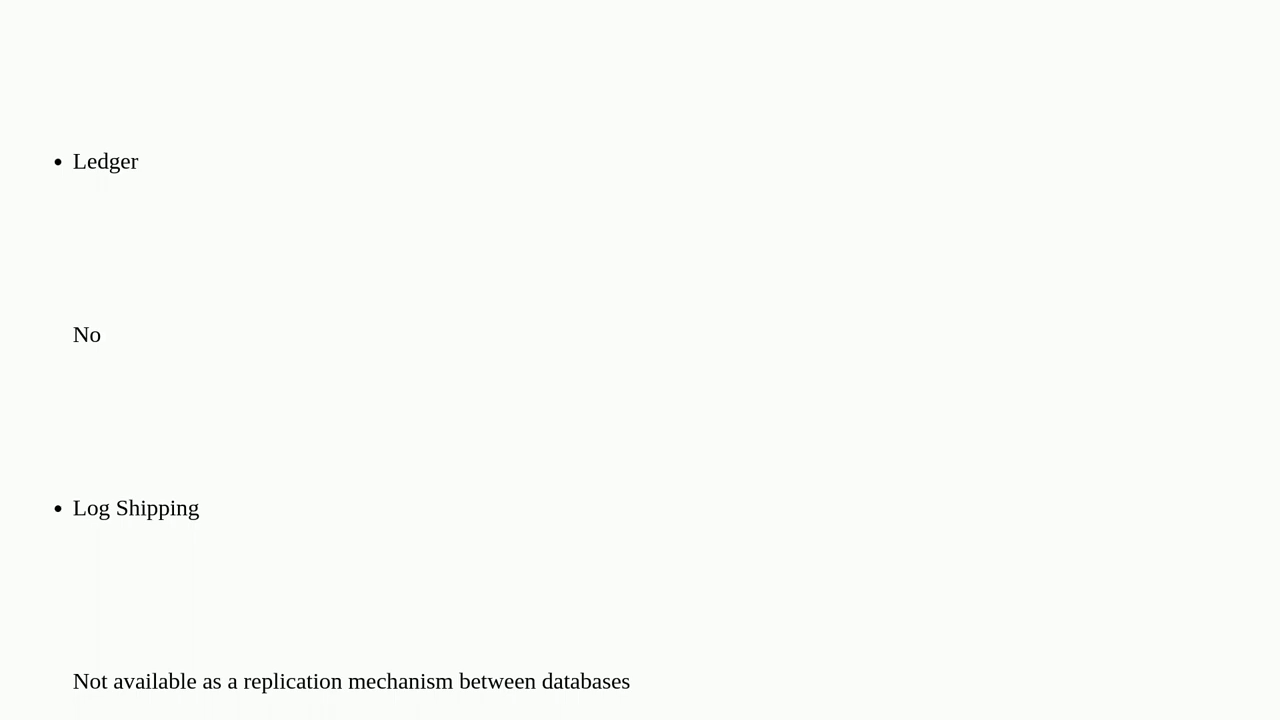 • Ledger
No
• Log Shipping
Not available as a replication mechanism between databases